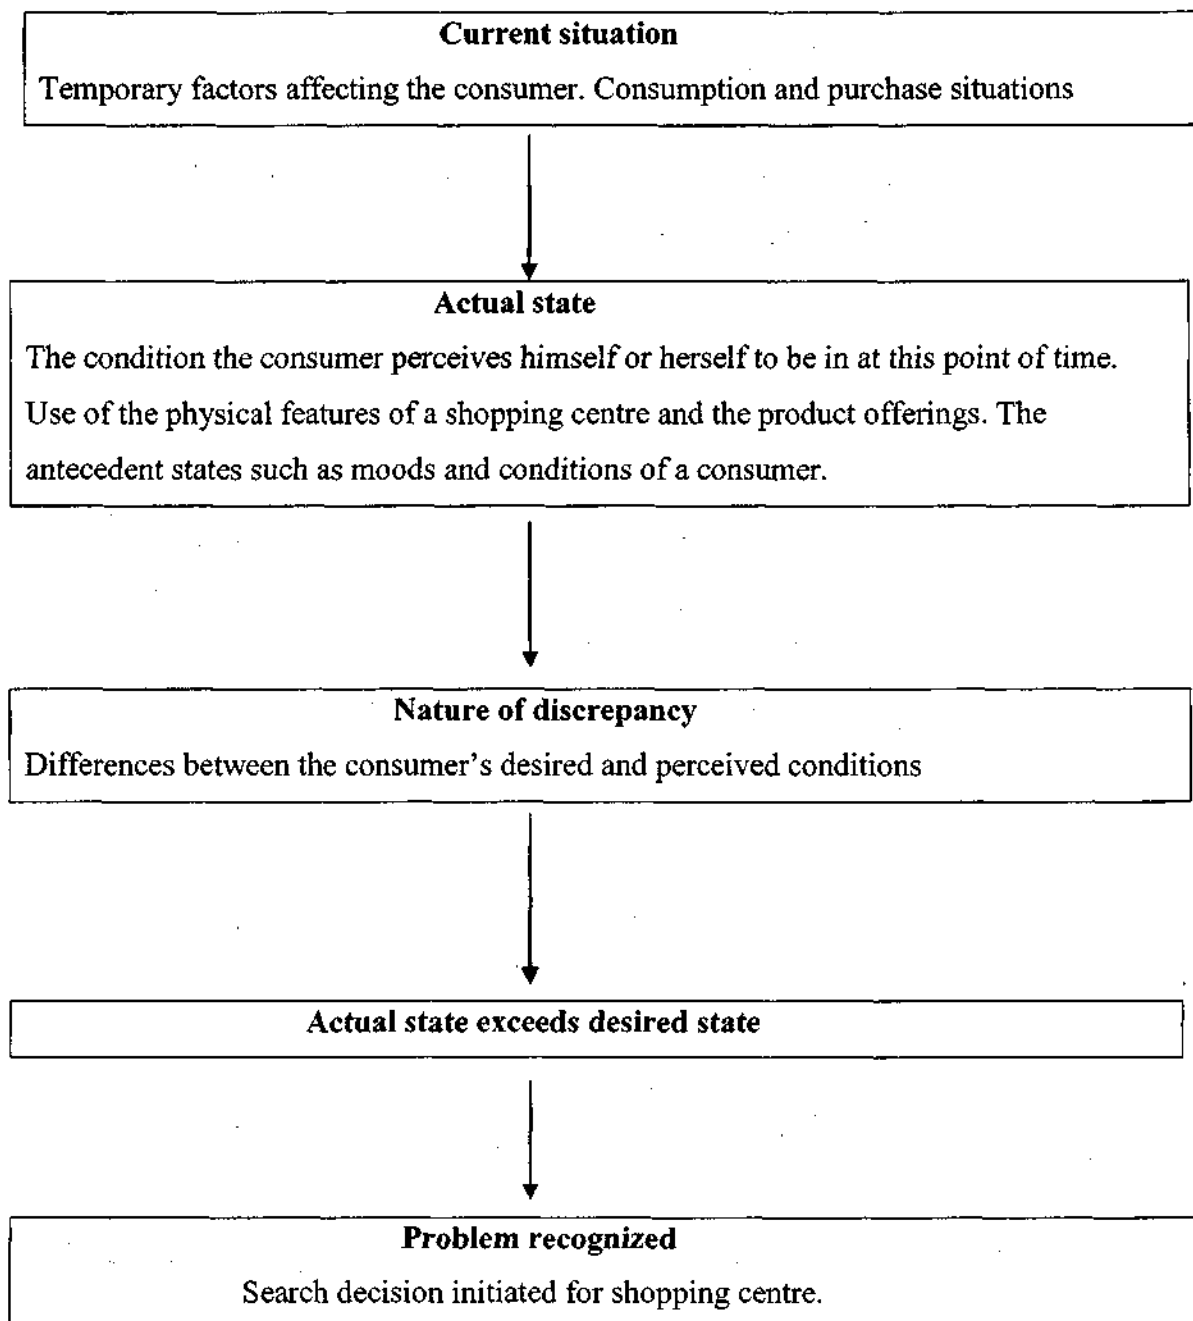 Current situation
Temporary factors affecting the consumer. Consumption and purchase situations
Actual state
The condition the consumer perceives himself or herself to be in at this point of time.
Use of the physical features of a shopping centre and the product offerings. The
antecedent states such as moods and conditions of a consumer.
Nature of discrepancy
Differences between the consumer's desired and perceived conditions
Actual state exceeds desired state
Problem recognized
Search decision initiated for shopping centre.